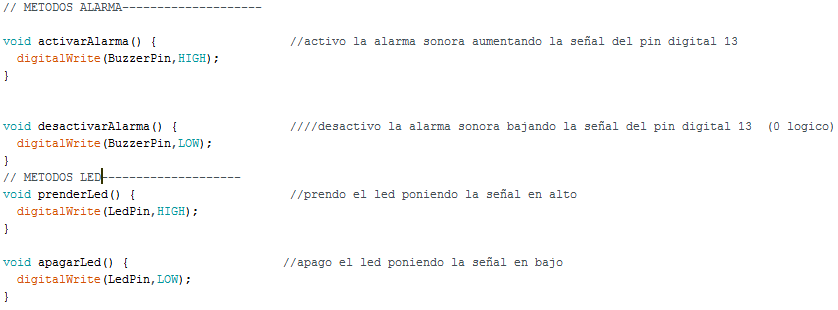 // METODOS ALARMA--------------------
void activarAlarma() {                   //activo la alarma sonora aumentando la señal del pin digital 13
  digitalWrite(BuzzerPin,HIGH);
}
void desactivarAlarma() {                ////desactivo la alarma sonora bajando la señal del pin digital 13  (0 logico)
  digitalWrite(BuzzerPin,LOW);
}
// METODOS LED--------------------
void prenderLed() {                      //prendo el led poniendo la señal en alto
  digitalWrite(LedPin,HIGH);
}
void apagarLed() {                      //apago el led poniendo la señal en bajo
  digitalWrite(LedPin,LOW);
}